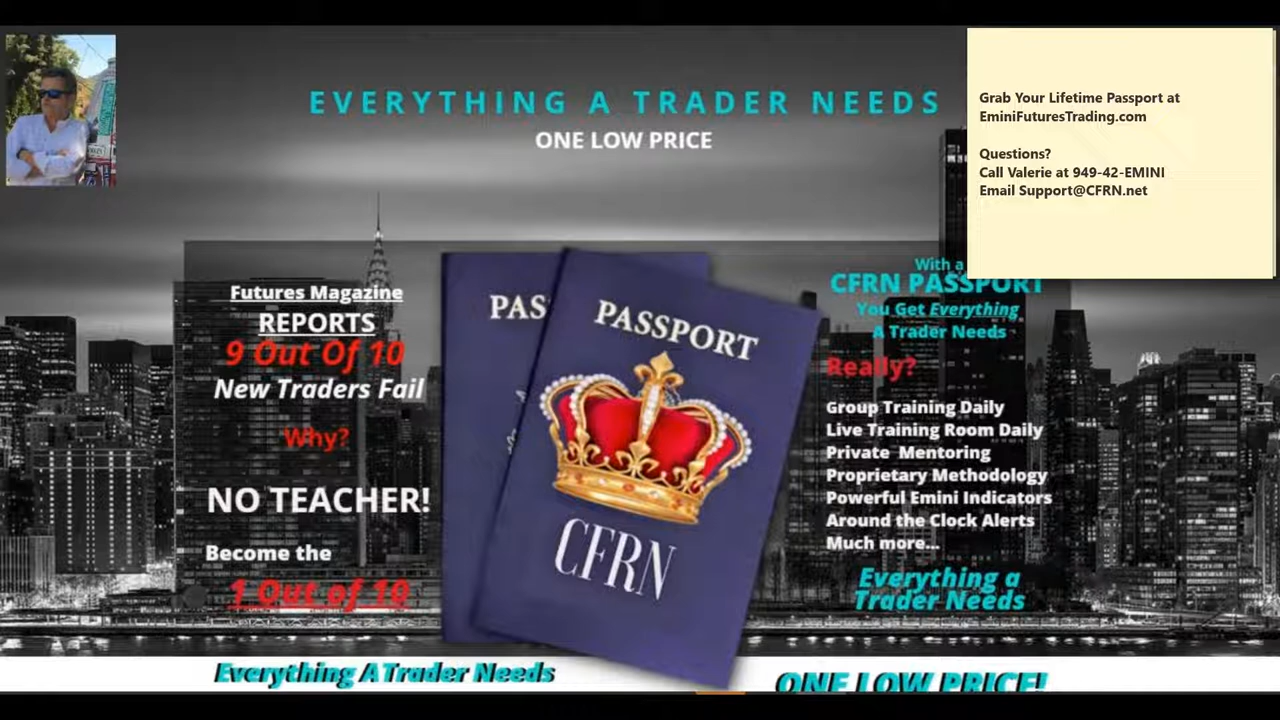 EVERYTHING A TRADER NEEDS
ONE LOW PRICE
Grab Your Lifetime Passport at
EminiFuturesTrading.com
Questions?
Call Valerie at 949-42-EMINI
Email Support@CFRN.net
Futures Magazine
REPORTS
9 Out Of 10
New Traders Fail
Why?
NO TEACHER!
Become the
1 Out of 10
PAS
PASSPORT
CFRN
With a
CFRN PASSPORT
You Get Everything
A Trader Needs
Really?
Group Training Daily
Live Training Room Daily
Private Mentoring
Proprietary Methodology
Powerful Emini Indicators
Around the Clock Alerts
Much more...
Everything a
Trader Needs
Everything A Trader Needs
ONE LOW PRICE!